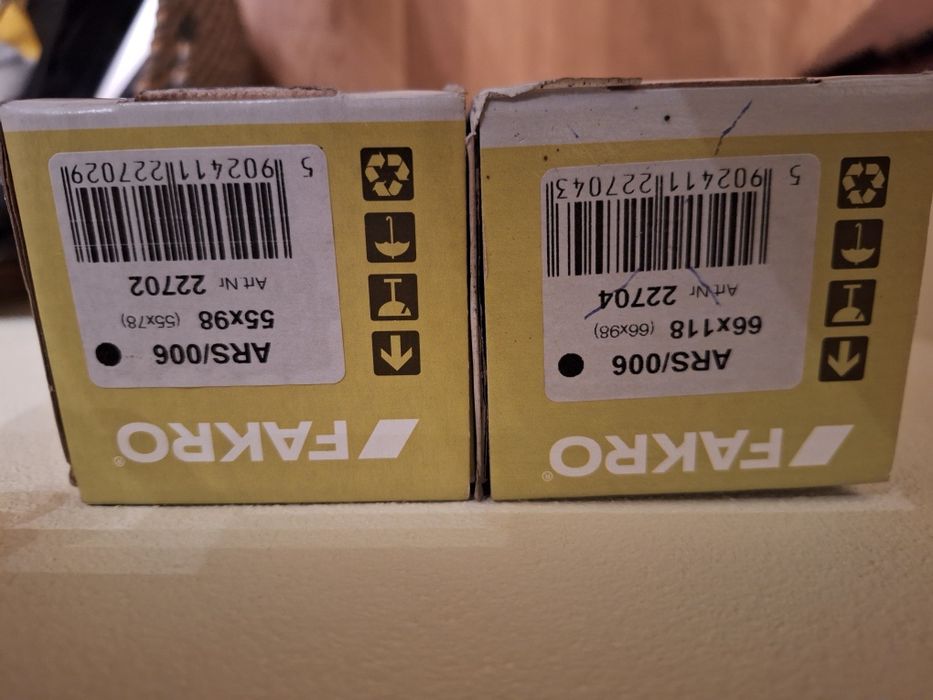 FAKRO®
ARS/006
55x98 (55x78)
Art.Nr 22702
5 902411 227029
FAKRO®
ARS/006
66x118 (66x98)
Art.Nr 22704
5 902411 227043